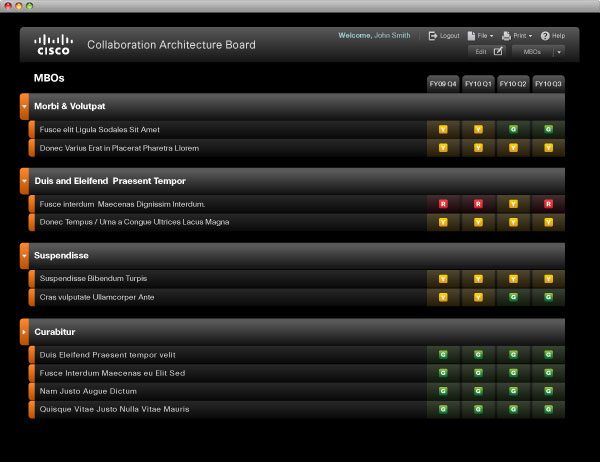 Welcome, John Smith Logout File Print Help
CISCO Collaboration Architecture Board
Edit MBOs
MBOs
FY09 Q4 FY10 Q1 FY10 Q2 FY10 Q3
Morbi & Volutpat
Fusce elit Ligula Sodales Sit Amet Y Y G G
Donec Varius Erat in Placerat Pharetra Llorem Y Y Y Y
Duis and Eleifend Praesent Tempor
Fusce interdum Maecenas Dignissim Interdum. R R Y R
Donec Tempus / Urna a Congue Ultrices Lacus Magna Y Y Y Y
Suspendisse
Suspendisse Bibendum Turpis Y Y Y Y
Cras vulputate Ullamcorper Ante Y Y G G
Curabitur
Duis Eleifend Praesent tempor velit G G G G
Fusce Interdum Maecenas eu Elit Sed G G G G
Nam Justo Augue Dictum G G G G
Quisque Vitae Justo Nulla Vitae Mauris G G G G